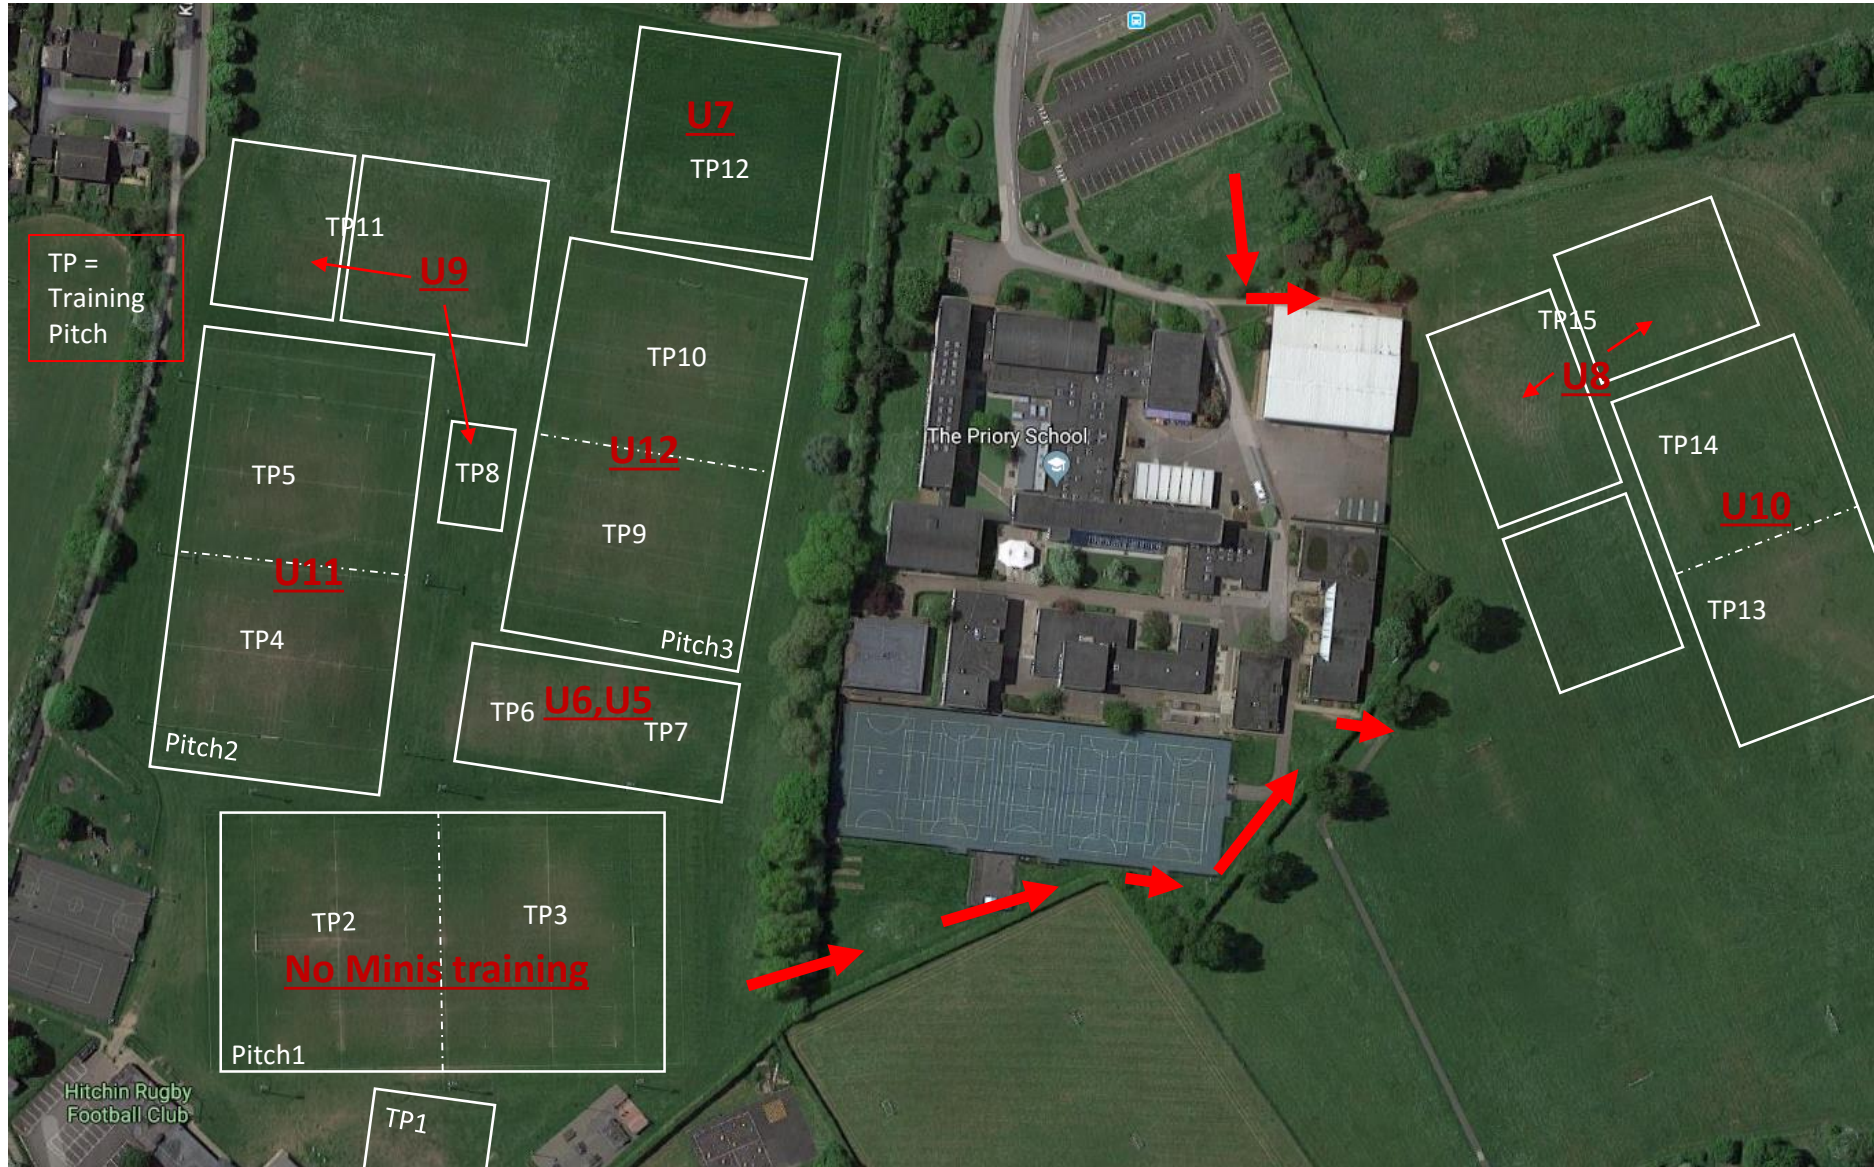 K
U7
TP12
TP11
U9
TP =
Training
Pitch
TP10
TP15
U8
The Priory School
U12
TP14
TP5
TP8
U10
TP9
U11
TP13
TP4
Pitch3
U6,U5
TP6
TP7
Pitch2
TP2
TP3
No Minis training
Pitch1
Hitchin Rugby
Football Club
TP1